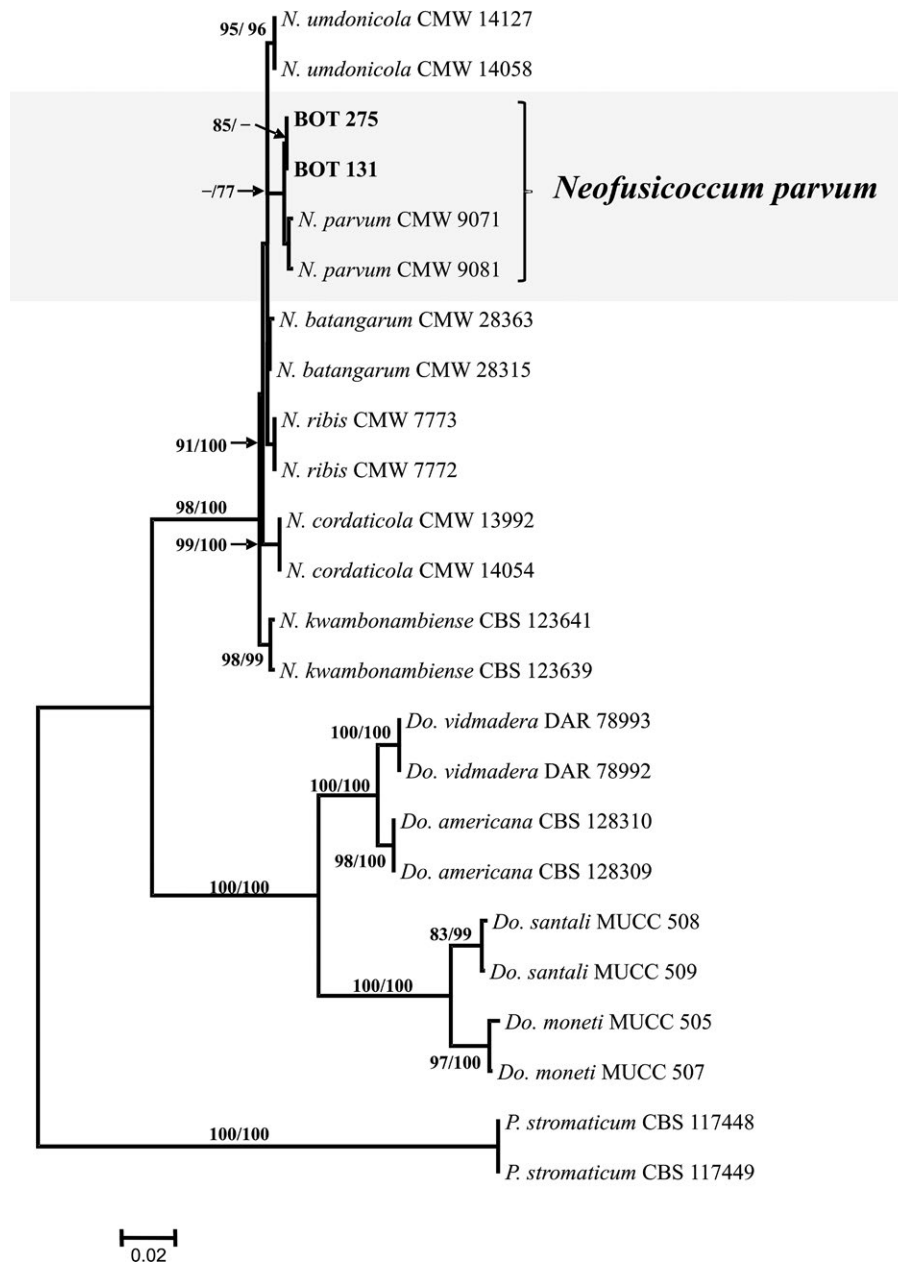 N. umdonicola CMW 14127
95/ 96
N. umdonicola CMW 14058
BOT 275
85/ –
BOT 131
Neofusicoccum parvum
–/77
N. parvum CMW 9071
N. parvum CMW 9081
N. batangarum CMW 28363
N. batangarum CMW 28315
N. ribis CMW 7773
91/100
N. ribis CMW 7772
98/100
N. cordaticola CMW 13992
99/100
N. cordaticola CMW 14054
N. kwambonambiense CBS 123641
98/99
N. kwambonambiense CBS 123639
Do. vidmadera DAR 78993
100/100
Do. vidmadera DAR 78992
100/100
Do. americana CBS 128310
98/100
Do. americana CBS 128309
100/100
Do. santali MUCC 508
83/99
Do. santali MUCC 509
100/100
Do. moneti MUCC 505
97/100
Do. moneti MUCC 507
P. stromaticum CBS 117448
100/100
P. stromaticum CBS 117449
0.02